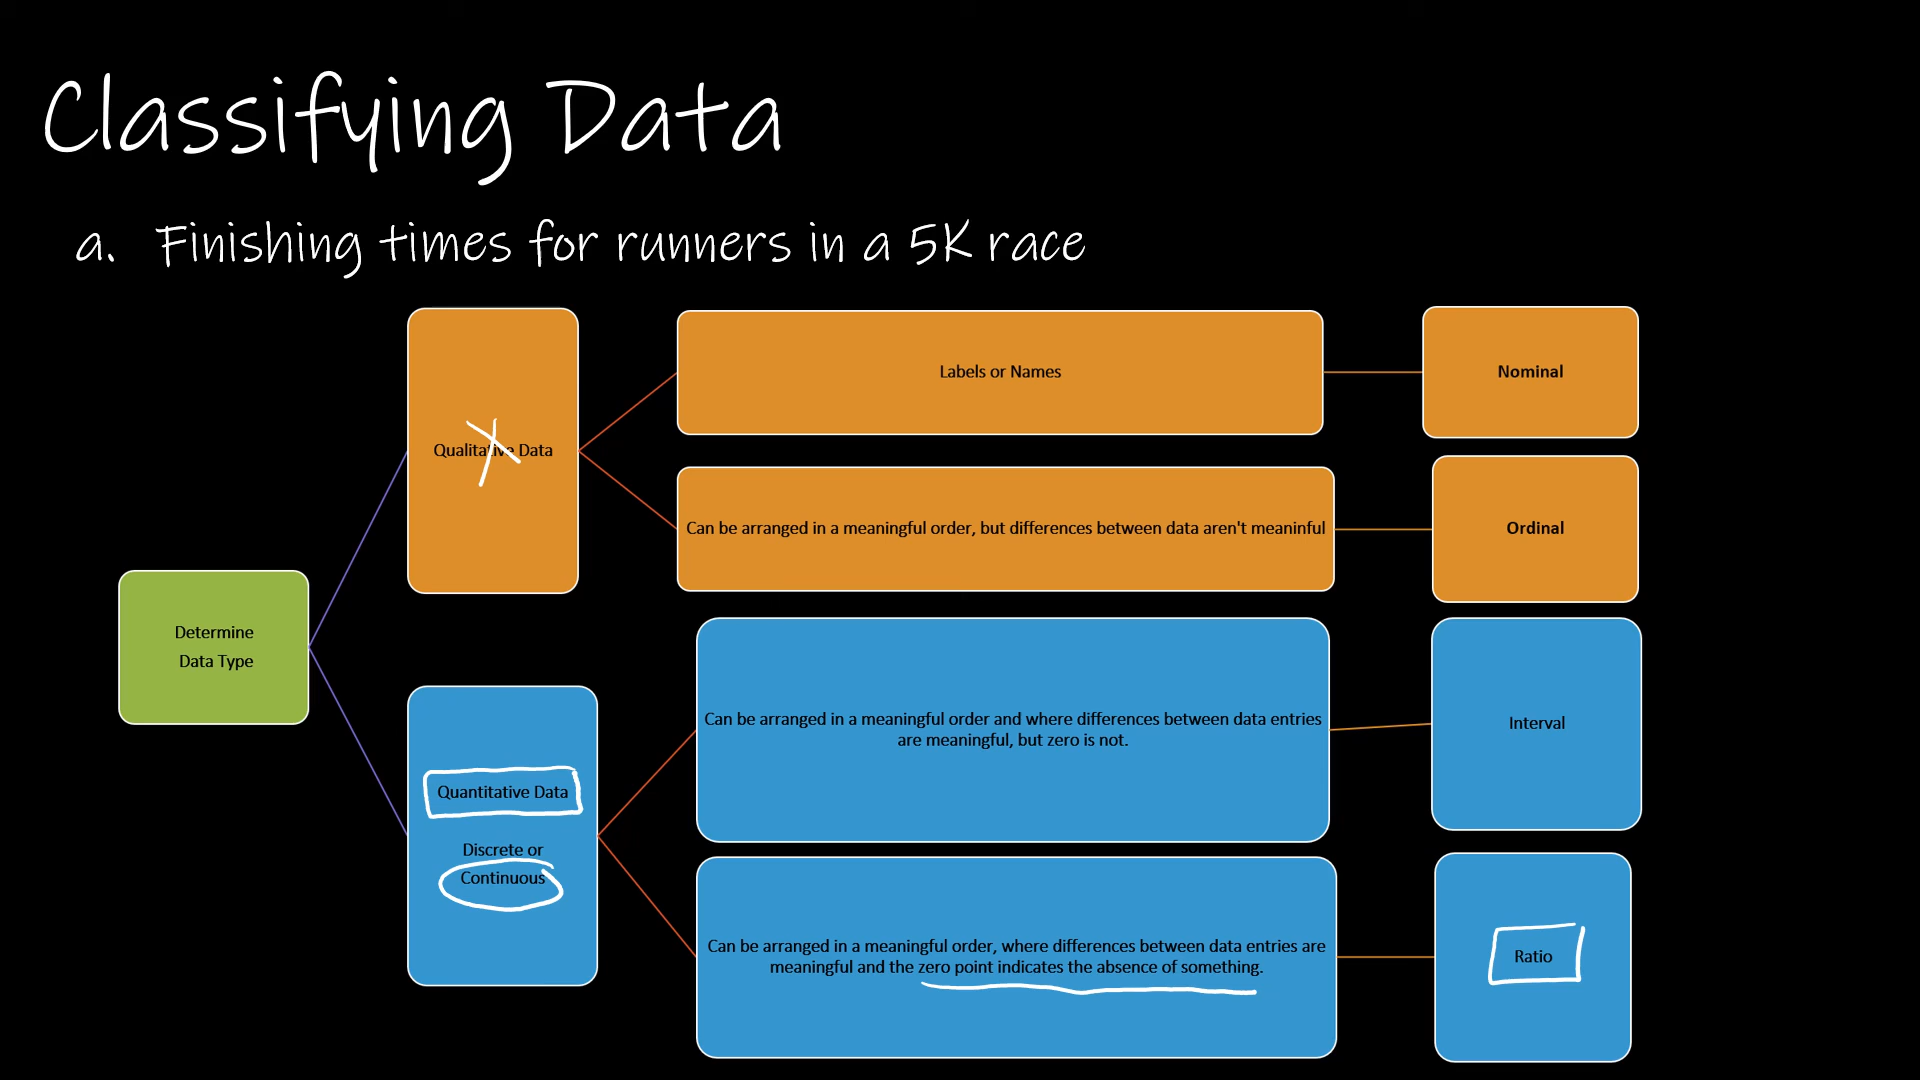 Classifying Data
a. Finishing times for runners in a 5K race
Determine
Data Type
Qualitative Data
Labels or Names
Nominal
Can be arranged in a meaningful order, but differences between data aren't meaninful
Ordinal
Quantitative Data
Discrete or
Continuous
Can be arranged in a meaningful order and where differences between data entries
are meaningful, but zero is not.
Interval
Can be arranged in a meaningful order, where differences between data entries are
meaningful and the zero point indicates the absence of something.
Ratio